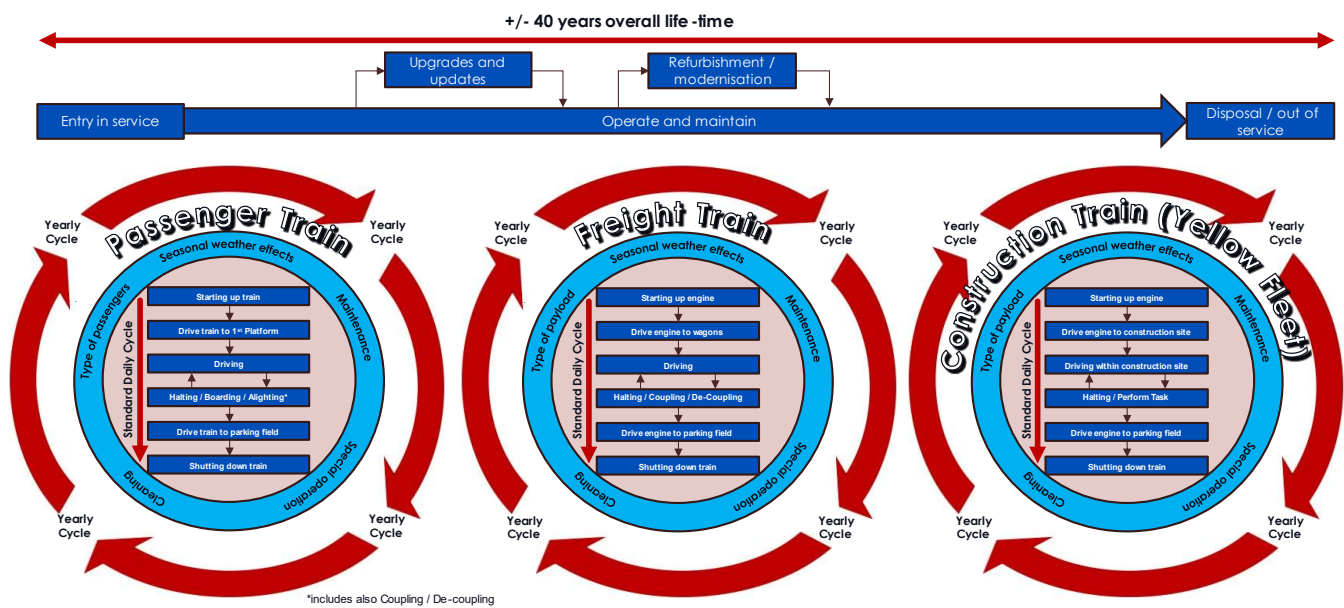 +/- 40 years overall life -time
Upgrades and
updates
Refurbishment /
modernisation
Entry in service
Operate and maintain
Disposal / out of
service
Yearly
Cycle
Passenger Train
Yearly
Cycle
Seasonal weather effects
Type of passengers
Maintenance
Standard Daily Cycle
Starting up train
Drive train to 1st Platform
Driving
Halting / Boarding / Alighting*
Drive train to parking field
Shutting down train
Cleaning
Special operation
Yearly
Cycle
Yearly
Cycle
*includes also Coupling / De-coupling
Yearly
Cycle
Freight Train
Yearly
Cycle
Seasonal weather effects
Type of payload
Maintenance
Standard Daily Cycle
Starting up engine
Drive engine to wagons
Driving
Halting / Coupling / De-Coupling
Drive engine to parking field
Shutting down train
Cleaning
Special operation
Yearly
Cycle
Yearly
Cycle
Yearly
Cycle
Construction Train (Yellow Fleet)
Yearly
Cycle
Seasonal weather effects
Type of payload
Maintenance
Standard Daily Cycle
Starting up engine
Drive engine to construction site
Driving within construction site
Halting / Perform Task
Drive engine to parking field
Shutting down train
Cleaning
Special operation
Yearly
Cycle
Yearly
Cycle